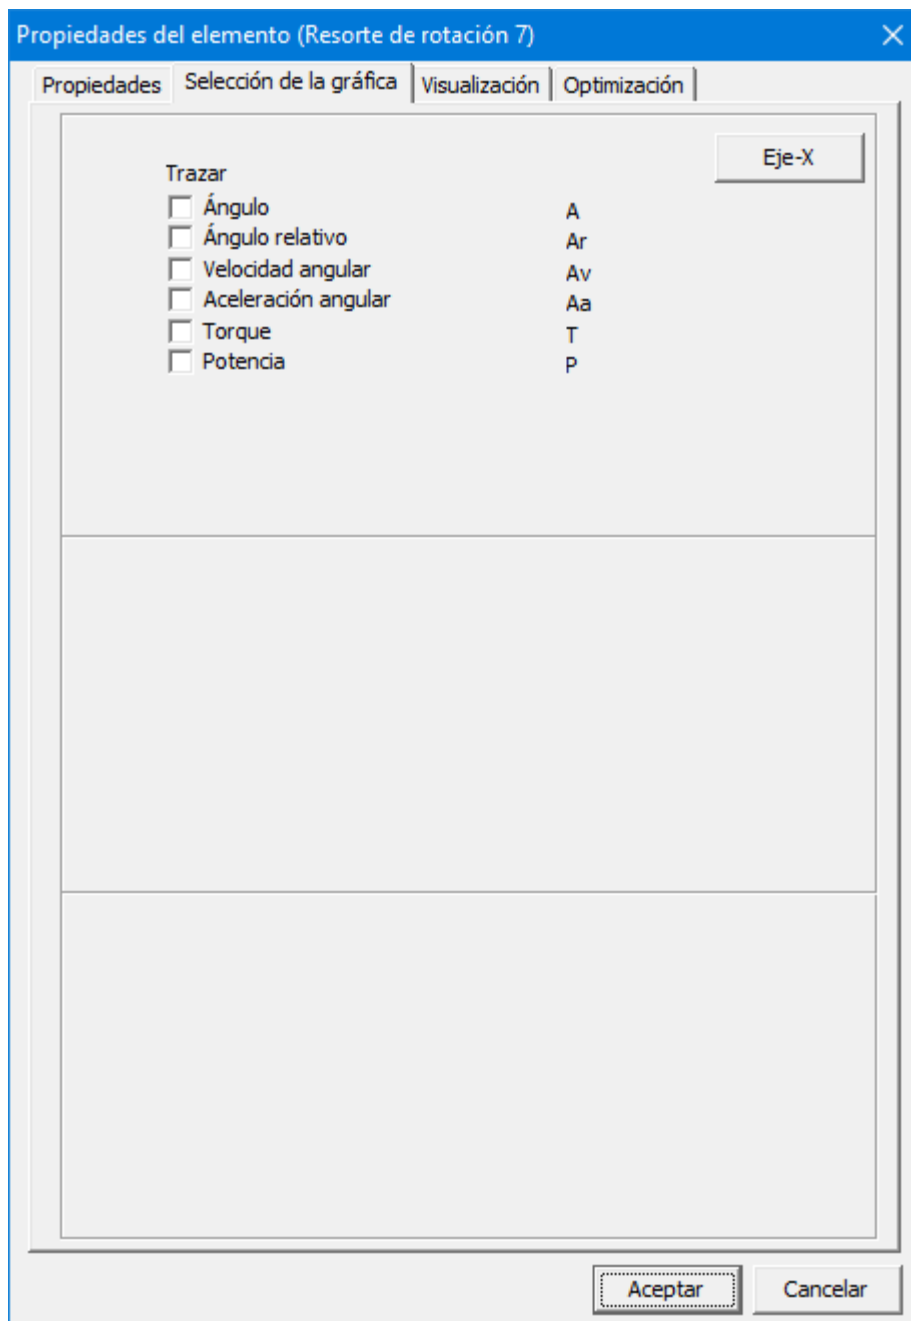 Propiedades del elemento (Resorte de rotación 7)
Propiedades Selección de la gráfica Visualización Optimización
Eje-X
Trazar
Ángulo A
Ángulo relativo Ar
Velocidad angular Av
Aceleración angular Aa
Torque T
Potencia P
Aceptar Cancelar